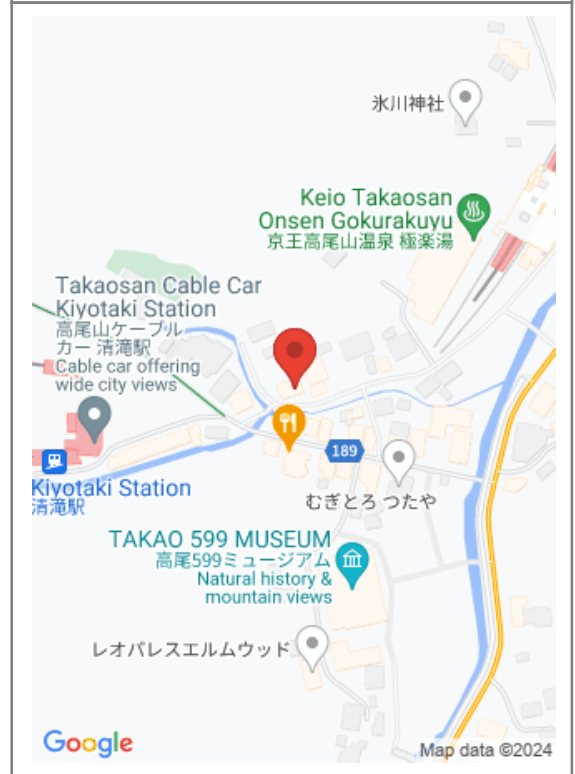 氷川神社
Keio Takaosan
Onsen Gokurakuyu
京王高尾山温泉 極楽湯
Takaosan Cable Car
Kiyotaki Station
高尾山ケーブル
カー 清滝駅
Cable car offering
wide city views
189
Kiyotaki Station
清滝駅
むぎとろ つたや
TAKAO 599 MUSEUM
高尾599ミュージアム
Natural history &
mountain views
レオパレスエルムウッド
Google
Map data ©2024